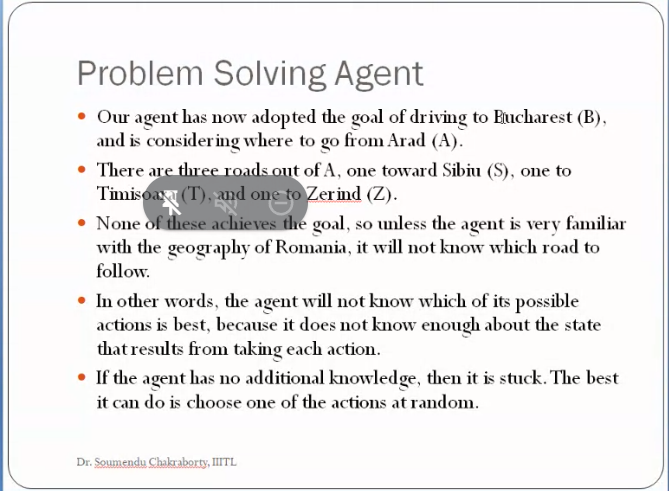 Problem Solving Agent
• Our agent has now adopted the goal of driving to Bucharest (B),
and is considering where to go from Arad (A).
• There are three roads out of A, one toward Sibiu (S), one to
Timisoara (T), and one to Zerind (Z).
• None of these achieves the goal, so unless the agent is very familiar
with the geography of Romania, it will not know which road to
follow.
• In other words, the agent will not know which of its possible
actions is best, because it does not know enough about the state
that results from taking each action.
• If the agent has no additional knowledge, then it is stuck. The best
it can do is choose one of the actions at random.
Dr. Soumendu Chakraborty, IIITL